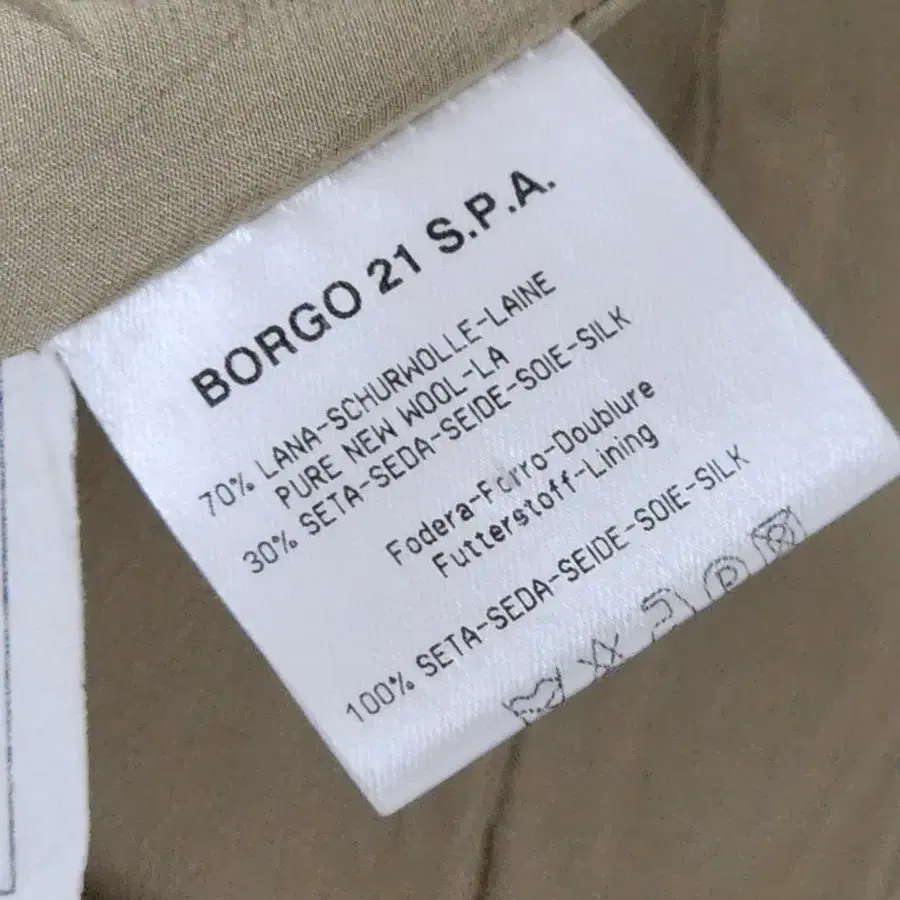 BORGO 21 S.P.A.
70% LANA-SCHURWOLLE-LAINE
PURE NEW WOOL-LA
30% SETA-SEDA-SEIDE-SOIE-SILK
Fodera-Forro-Doublure
Futterstoff-Lining
100% SETA-SEDA-SEIDE-SOIE-SILK
P